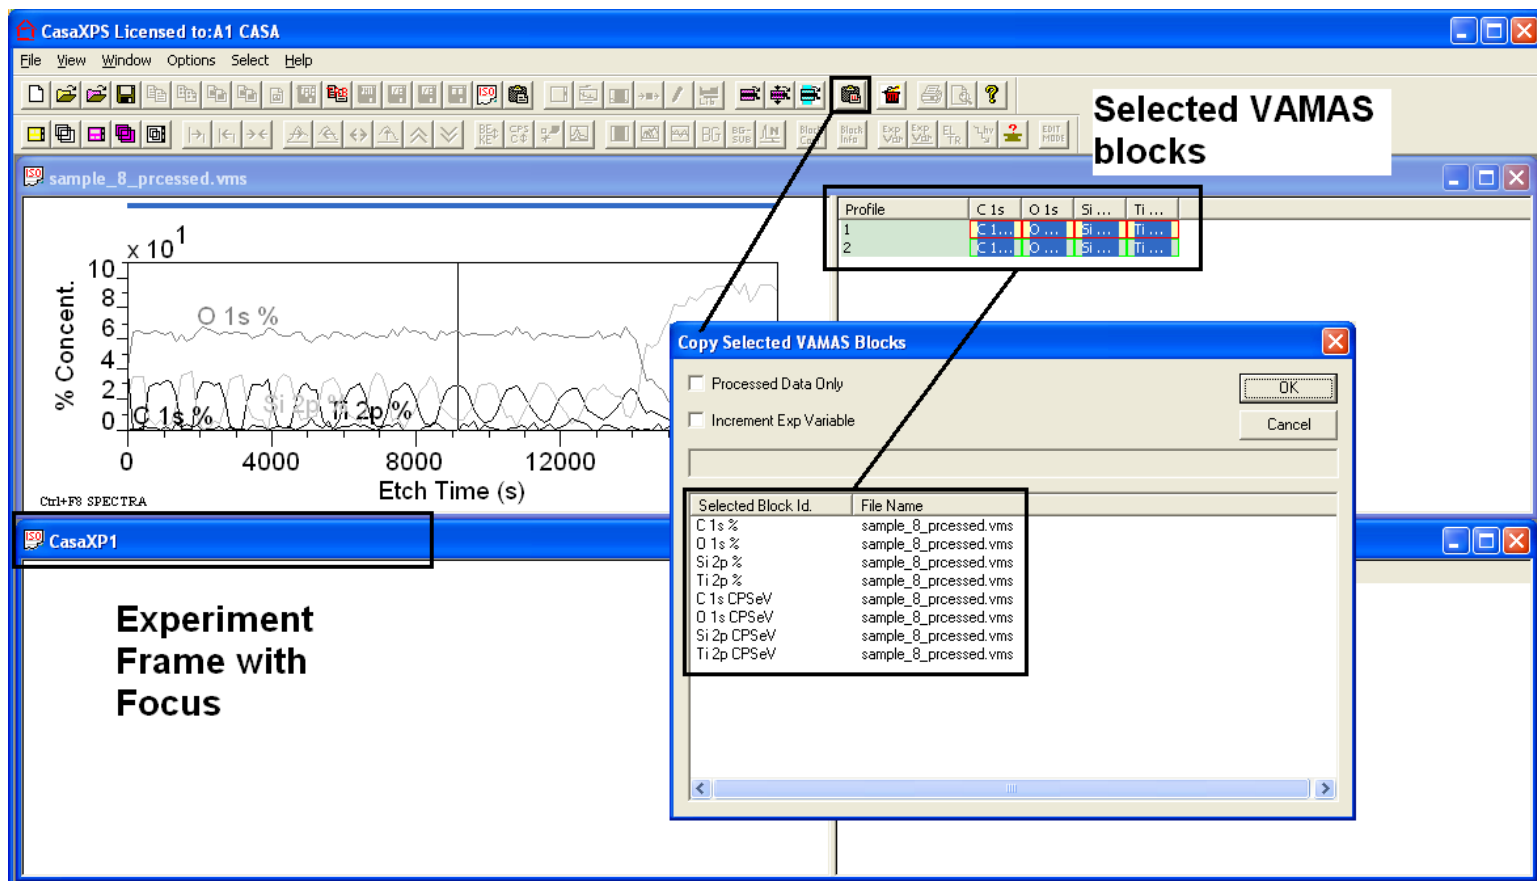 CasaXPS Licensed to:A1 CASA
File View Window Options Select Help
Selected VAMAS
blocks
sample_8_prcessed.vms
Profile C 1s O 1s Si ... Ti ...
1 C 1... O ... Si ... Ti ...
2 C 1... O ... Si ... Ti ...
x 10^1
% Concent.
10
8
6
4
2
0
O 1s %
C 1s %
Si 2p %
Ti 2p %
0 4000 8000 12000
Etch Time (s)
Ctrl+F8 SPECTRA
CasaXP1
Experiment
Frame with
Focus
Copy Selected VAMAS Blocks
Processed Data Only
OK
Increment Exp Variable
Cancel
Selected Block Id. File Name
C 1s % sample_8_prcessed.vms
O 1s % sample_8_prcessed.vms
Si 2p % sample_8_prcessed.vms
Ti 2p % sample_8_prcessed.vms
C 1s CPSeV sample_8_prcessed.vms
O 1s CPSeV sample_8_prcessed.vms
Si 2p CPSeV sample_8_prcessed.vms
Ti 2p CPSeV sample_8_prcessed.vms